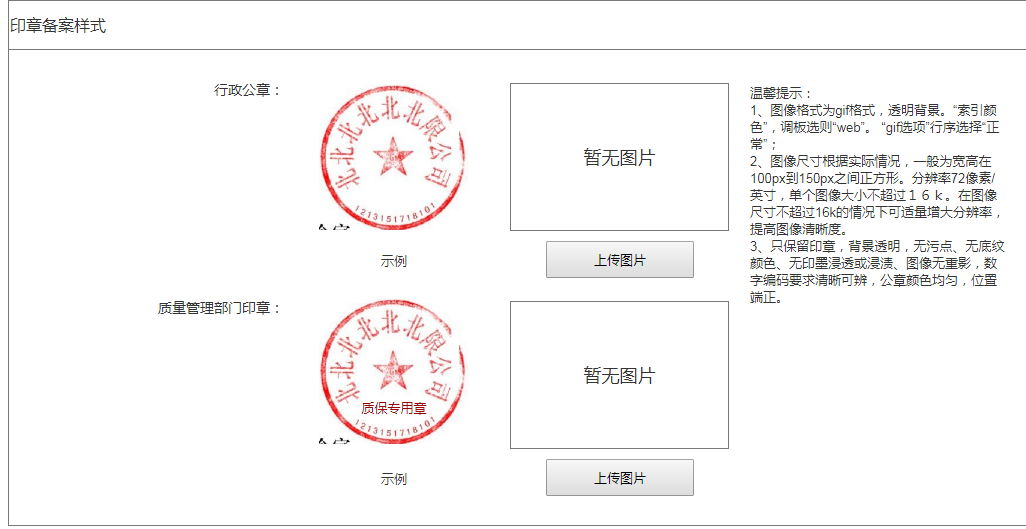 印章备案样式
行政公章：
北北北北北北限公司
1213151718101
示例
暂无图片
上传图片
温馨提示：
1、图像格式为gif格式，透明背景。“索引颜
色”，调板选则“web”。 “gif选项”行序选择“正
常”；
2、图像尺寸根据实际情况，一般为宽高在
100px到150px之间正方形。分辨率72像素/
英寸，单个图像大小不超过１６ｋ。在图像
尺寸不超过16k的情况下可适量增大分辨率，
提高图像清晰度。
3、只保留印章，背景透明，无污点、无底纹
颜色、无印墨浸透或浸渍、图像无重影，数
字编码要求清晰可辨，公章颜色均匀，位置
端正。
质量管理部门印章：
北北北北北北限公司
质保专用章
1213151718101
示例
暂无图片
上传图片